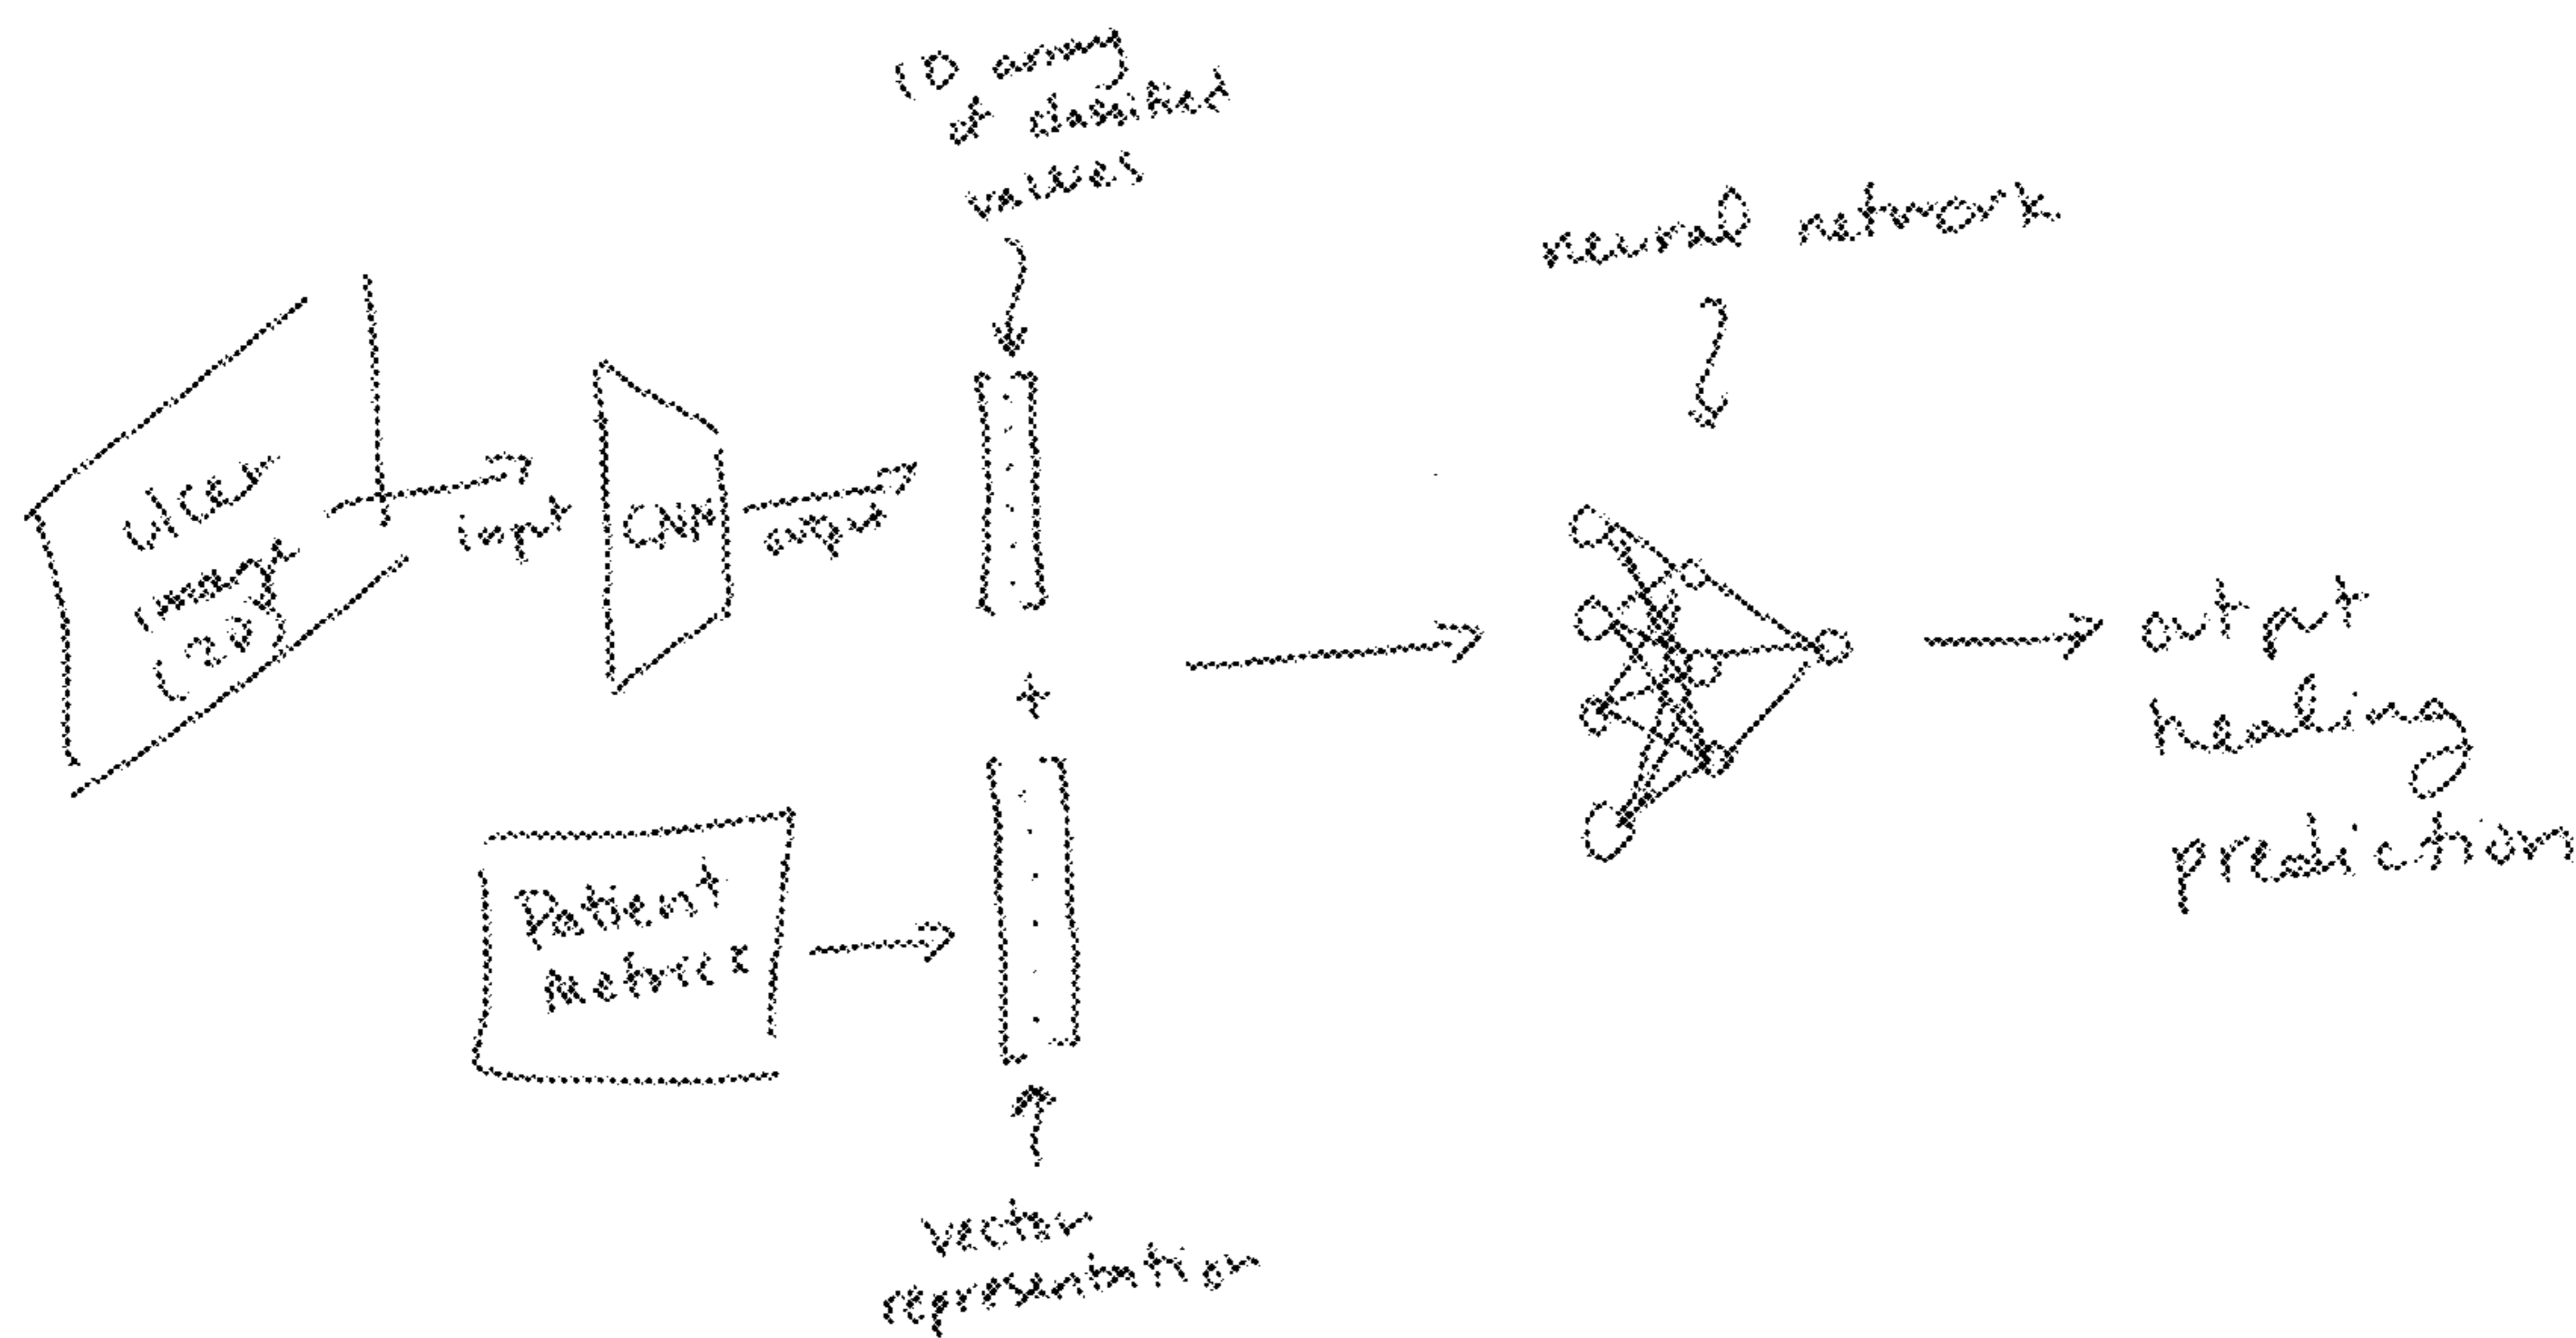 1D array
of classified
values
neural network
ulcer
image
(2D)
input
CNN
output
+
output
healing
prediction
Patient
metrics
vector
representation